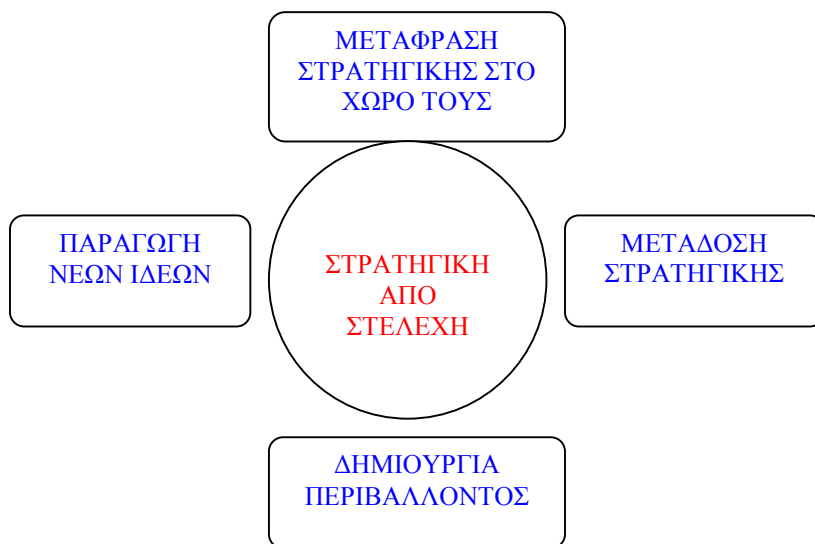 ΜΕΤΑΦΡΑΣΗ
ΣΤΡΑΤΗΓΙΚΗΣ ΣΤΟ
ΧΩΡΟ ΤΟΥΣ
ΠΑΡΑΓΩΓΗ
ΝΕΩΝ ΙΔΕΩΝ
ΣΤΡΑΤΗΓΙΚΗ
ΑΠΟ
ΣΤΕΛΕΧΗ
ΜΕΤΑΔΟΣΗ
ΣΤΡΑΤΗΓΙΚΗΣ
ΔΗΜΙΟΥΡΓΙΑ
ΠΕΡΙΒΑΛΛΟΝΤΟΣ